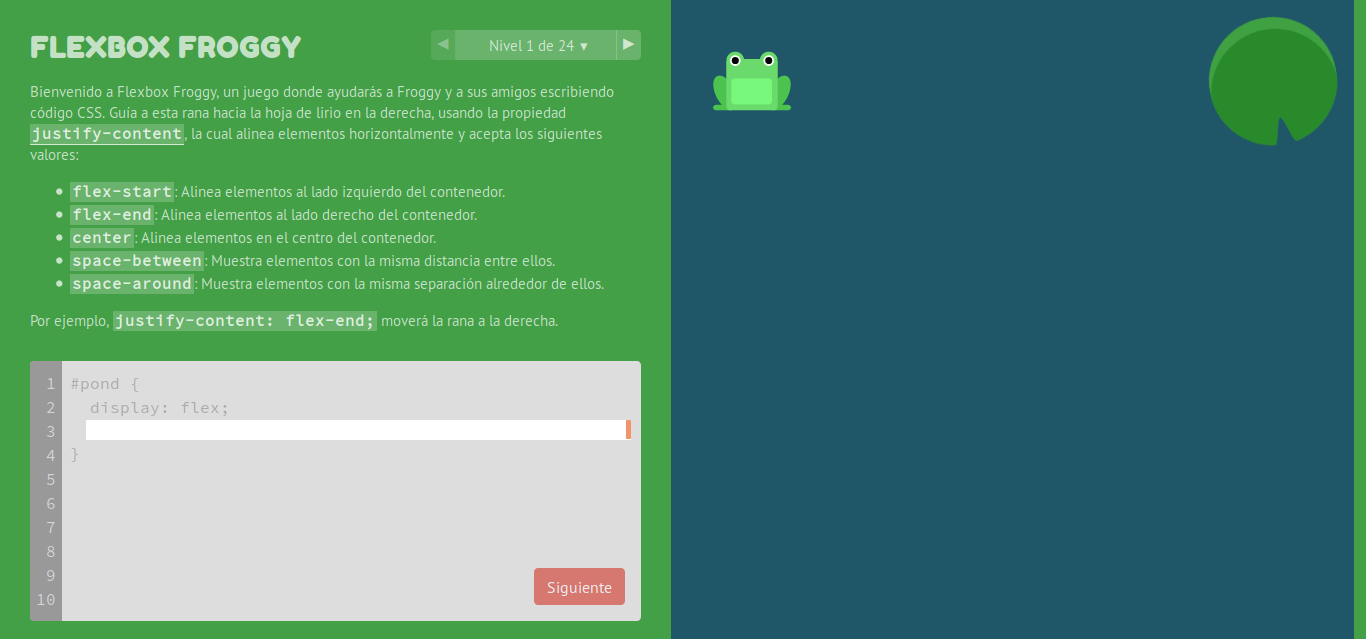 FLEXBOX FROGGY
◀ Nivel 1 de 24 ▾ ▶
Bienvenido a Flexbox Froggy, un juego donde ayudarás a Froggy y a sus amigos escribiendo
código CSS. Guía a esta rana hacia la hoja de lirio en la derecha, usando la propiedad
justify-content, la cual alinea elementos horizontalmente y acepta los siguientes
valores:
• flex-start: Alinea elementos al lado izquierdo del contenedor.
• flex-end: Alinea elementos al lado derecho del contenedor.
• center: Alinea elementos en el centro del contenedor.
• space-between: Muestra elementos con la misma distancia entre ellos.
• space-around: Muestra elementos con la misma separación alrededor de ellos.
Por ejemplo, justify-content: flex-end; moverá la rana a la derecha.
1 #pond {
2 display: flex;
3
4 }
5
6
7
8
9
10
Siguiente